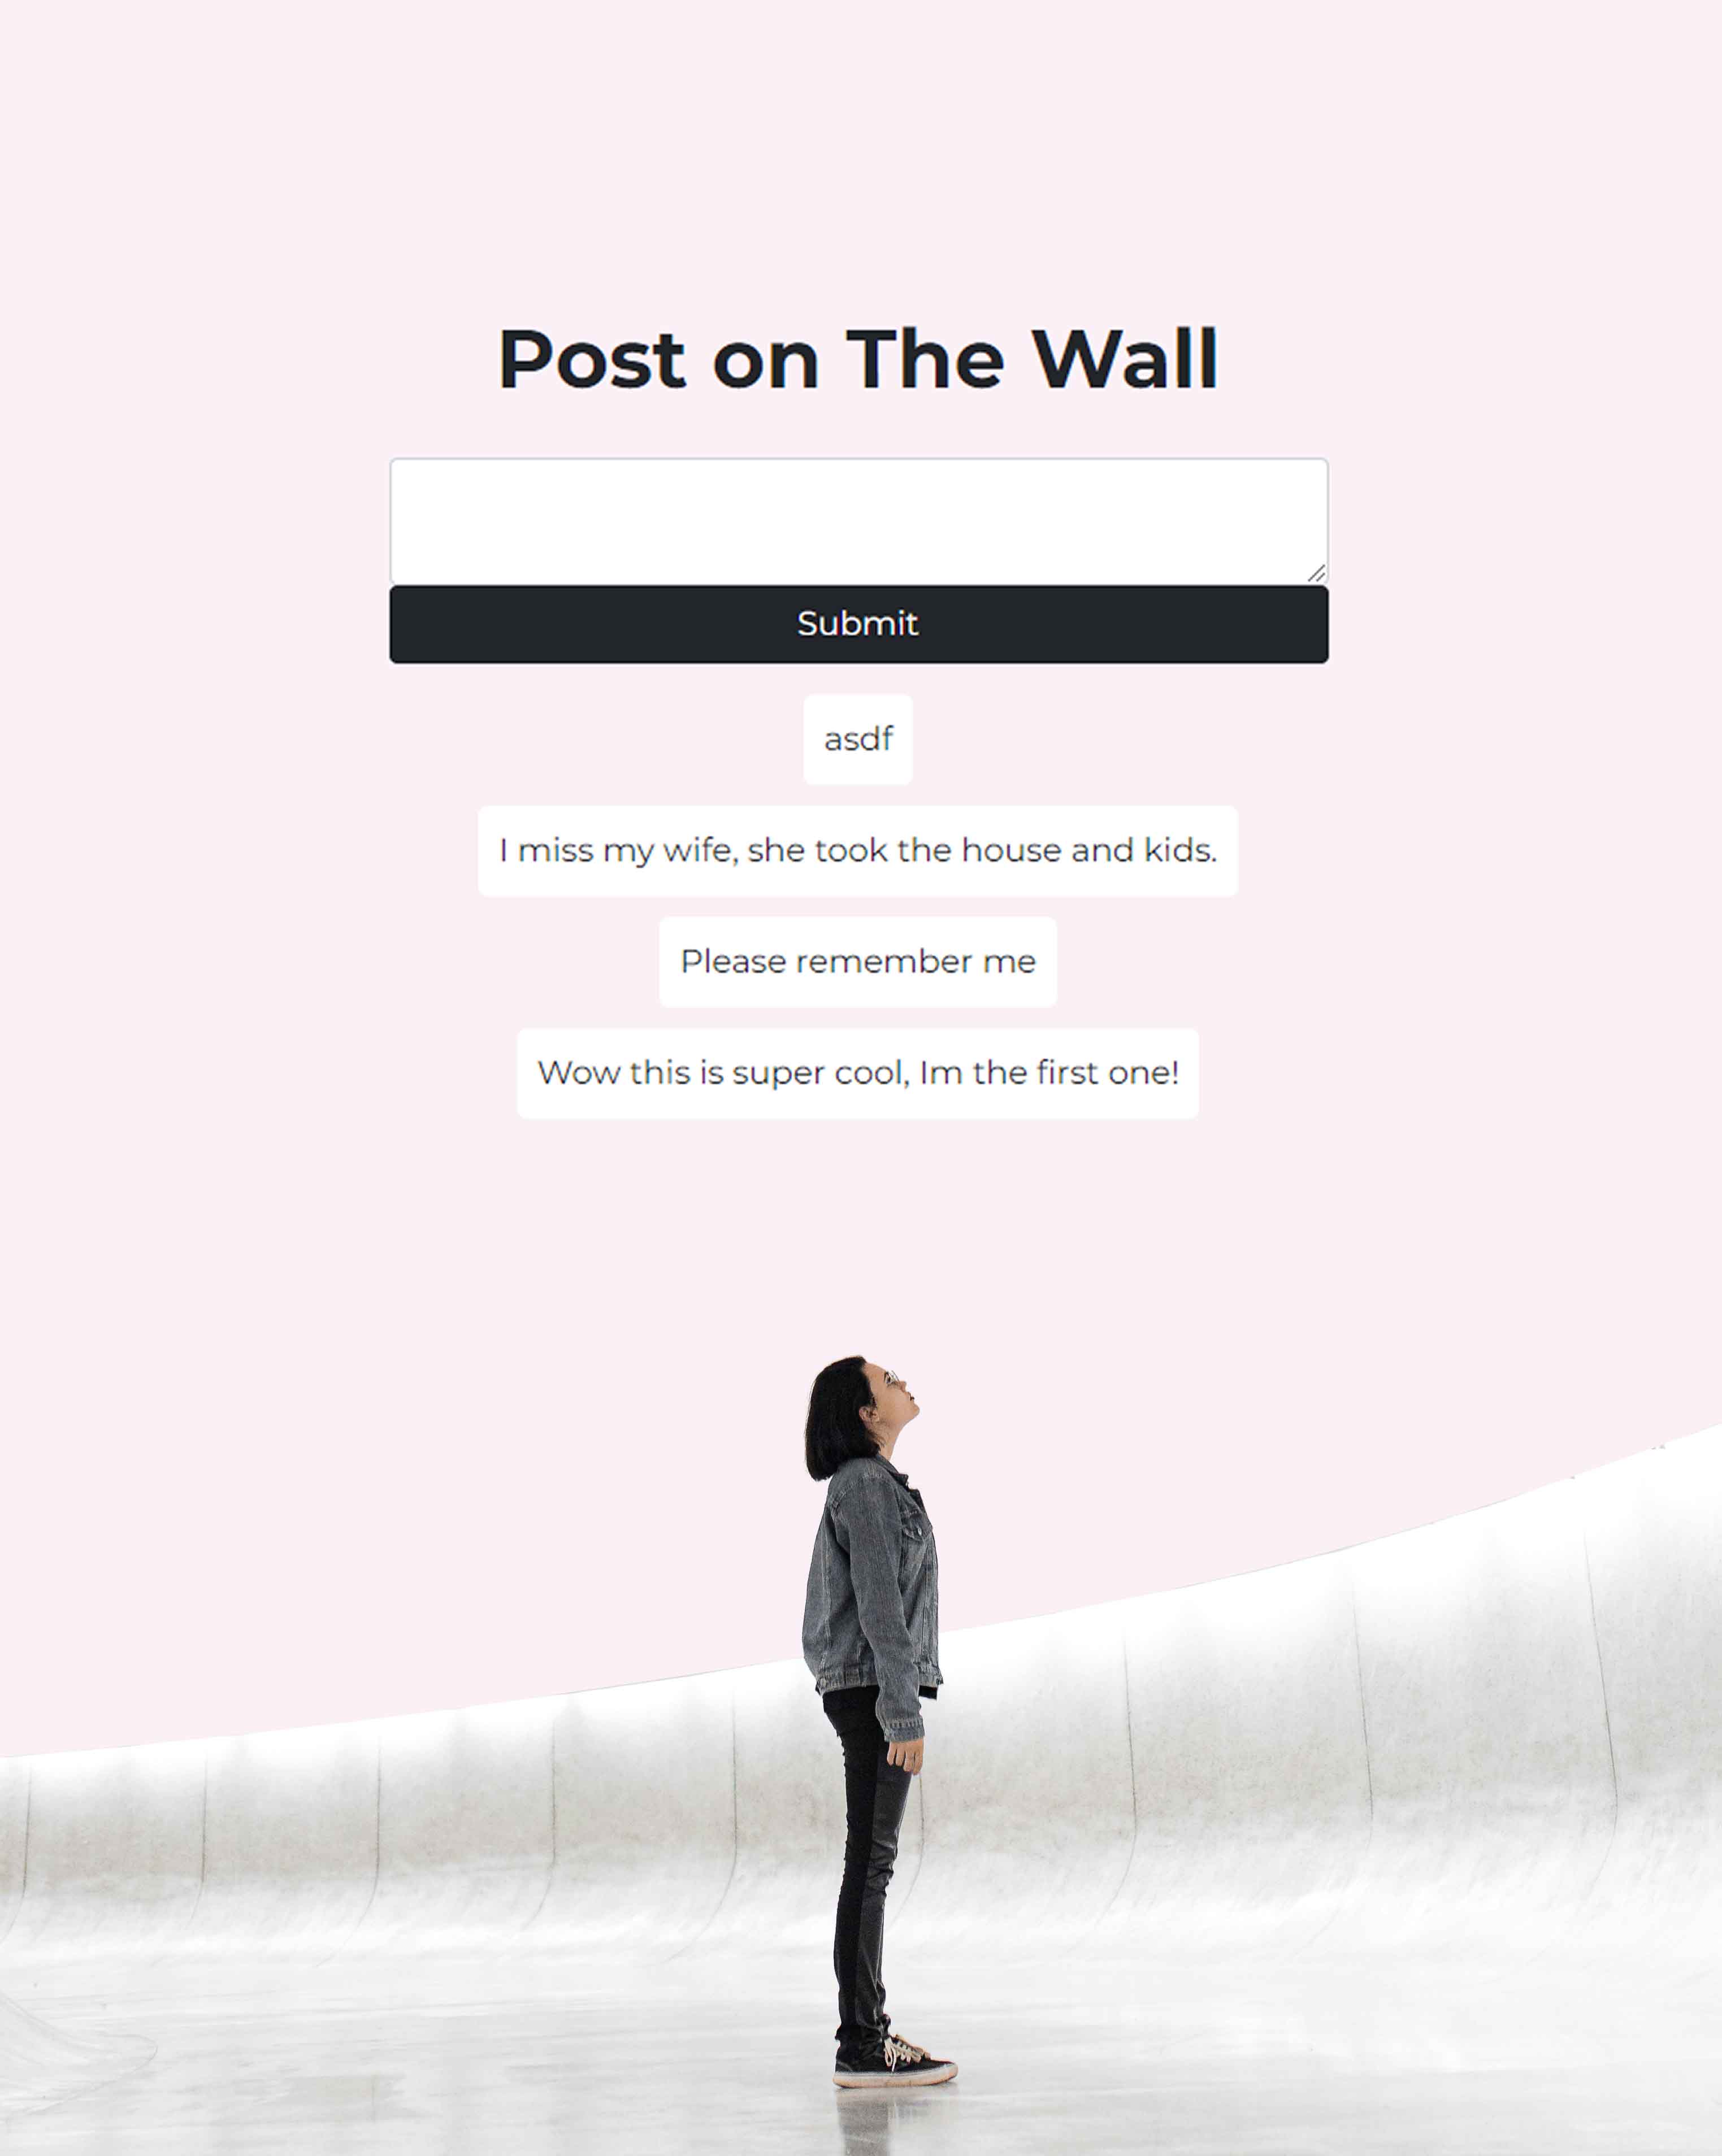 Post on The Wall
Submit
asdf
I miss my wife, she took the house and kids.
Please remember me
Wow this is super cool, Im the first one!